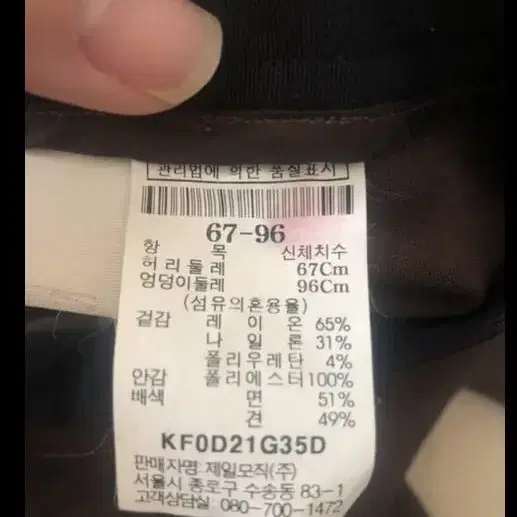 관리법에 의한 품질표시
67-96
항 목 신체치수
허리둘레 67Cm
엉덩이둘레 96Cm
(섬유의혼용율)
겉감 레이온 65%
나일론 31%
폴리우레탄 4%
안감 폴리에스터100%
배색 면 51%
견 49%
KF0D21G35D
판매자명 제일모직(주)
서울시 종로구 수송동 83-1
고객상담실 080-700-1472